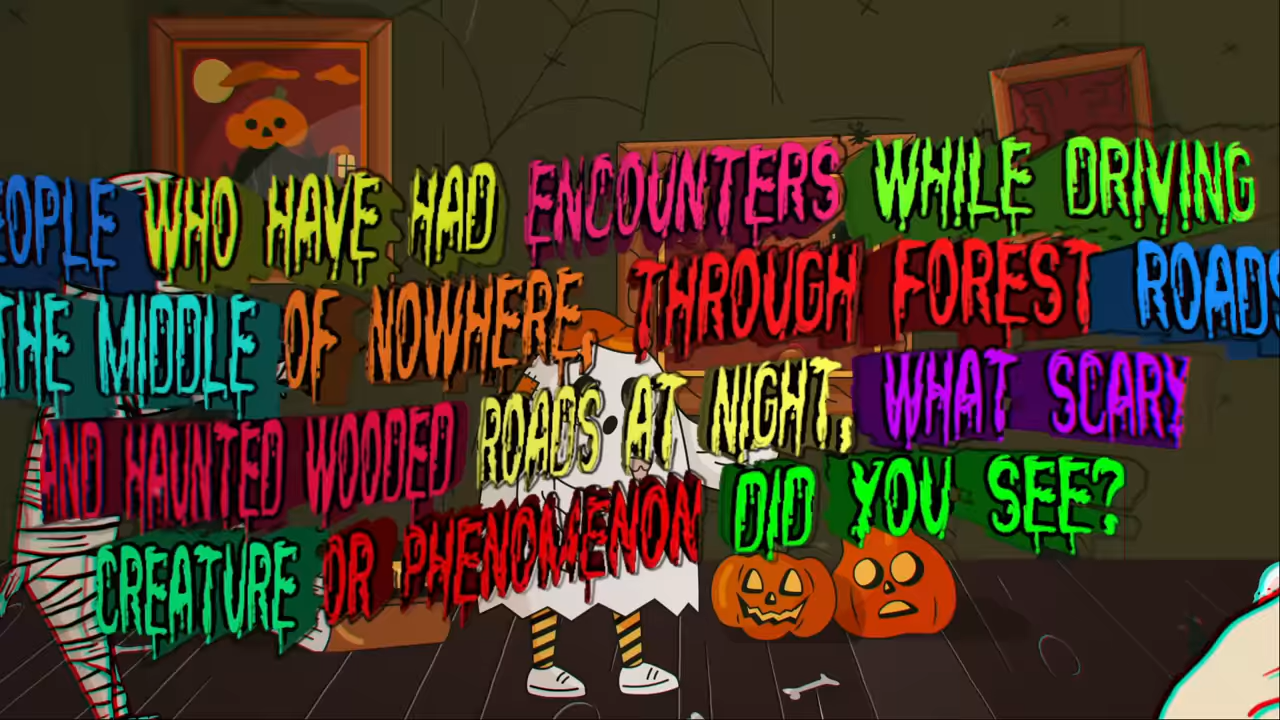 EOPLE WHO HAVE HAD ENCOUNTERS WHILE DRIVING
THE MIDDLE OF NOWHERE, THROUGH FOREST ROADS
AND HAUNTED WOODED ROADS AT NIGHT, WHAT SCARY
CREATURE OR PHENOMENON DID YOU SEE?